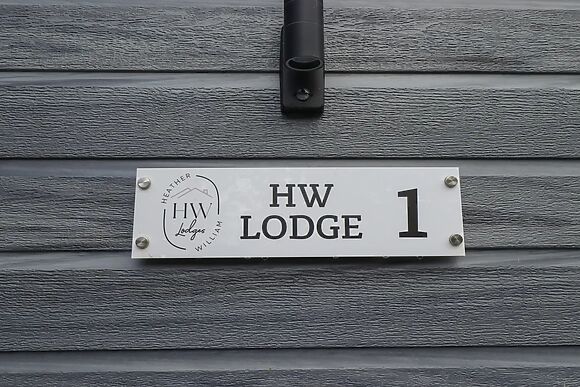 HEATHER
HW
Lodges
WILLIAM
HW
LODGE
1